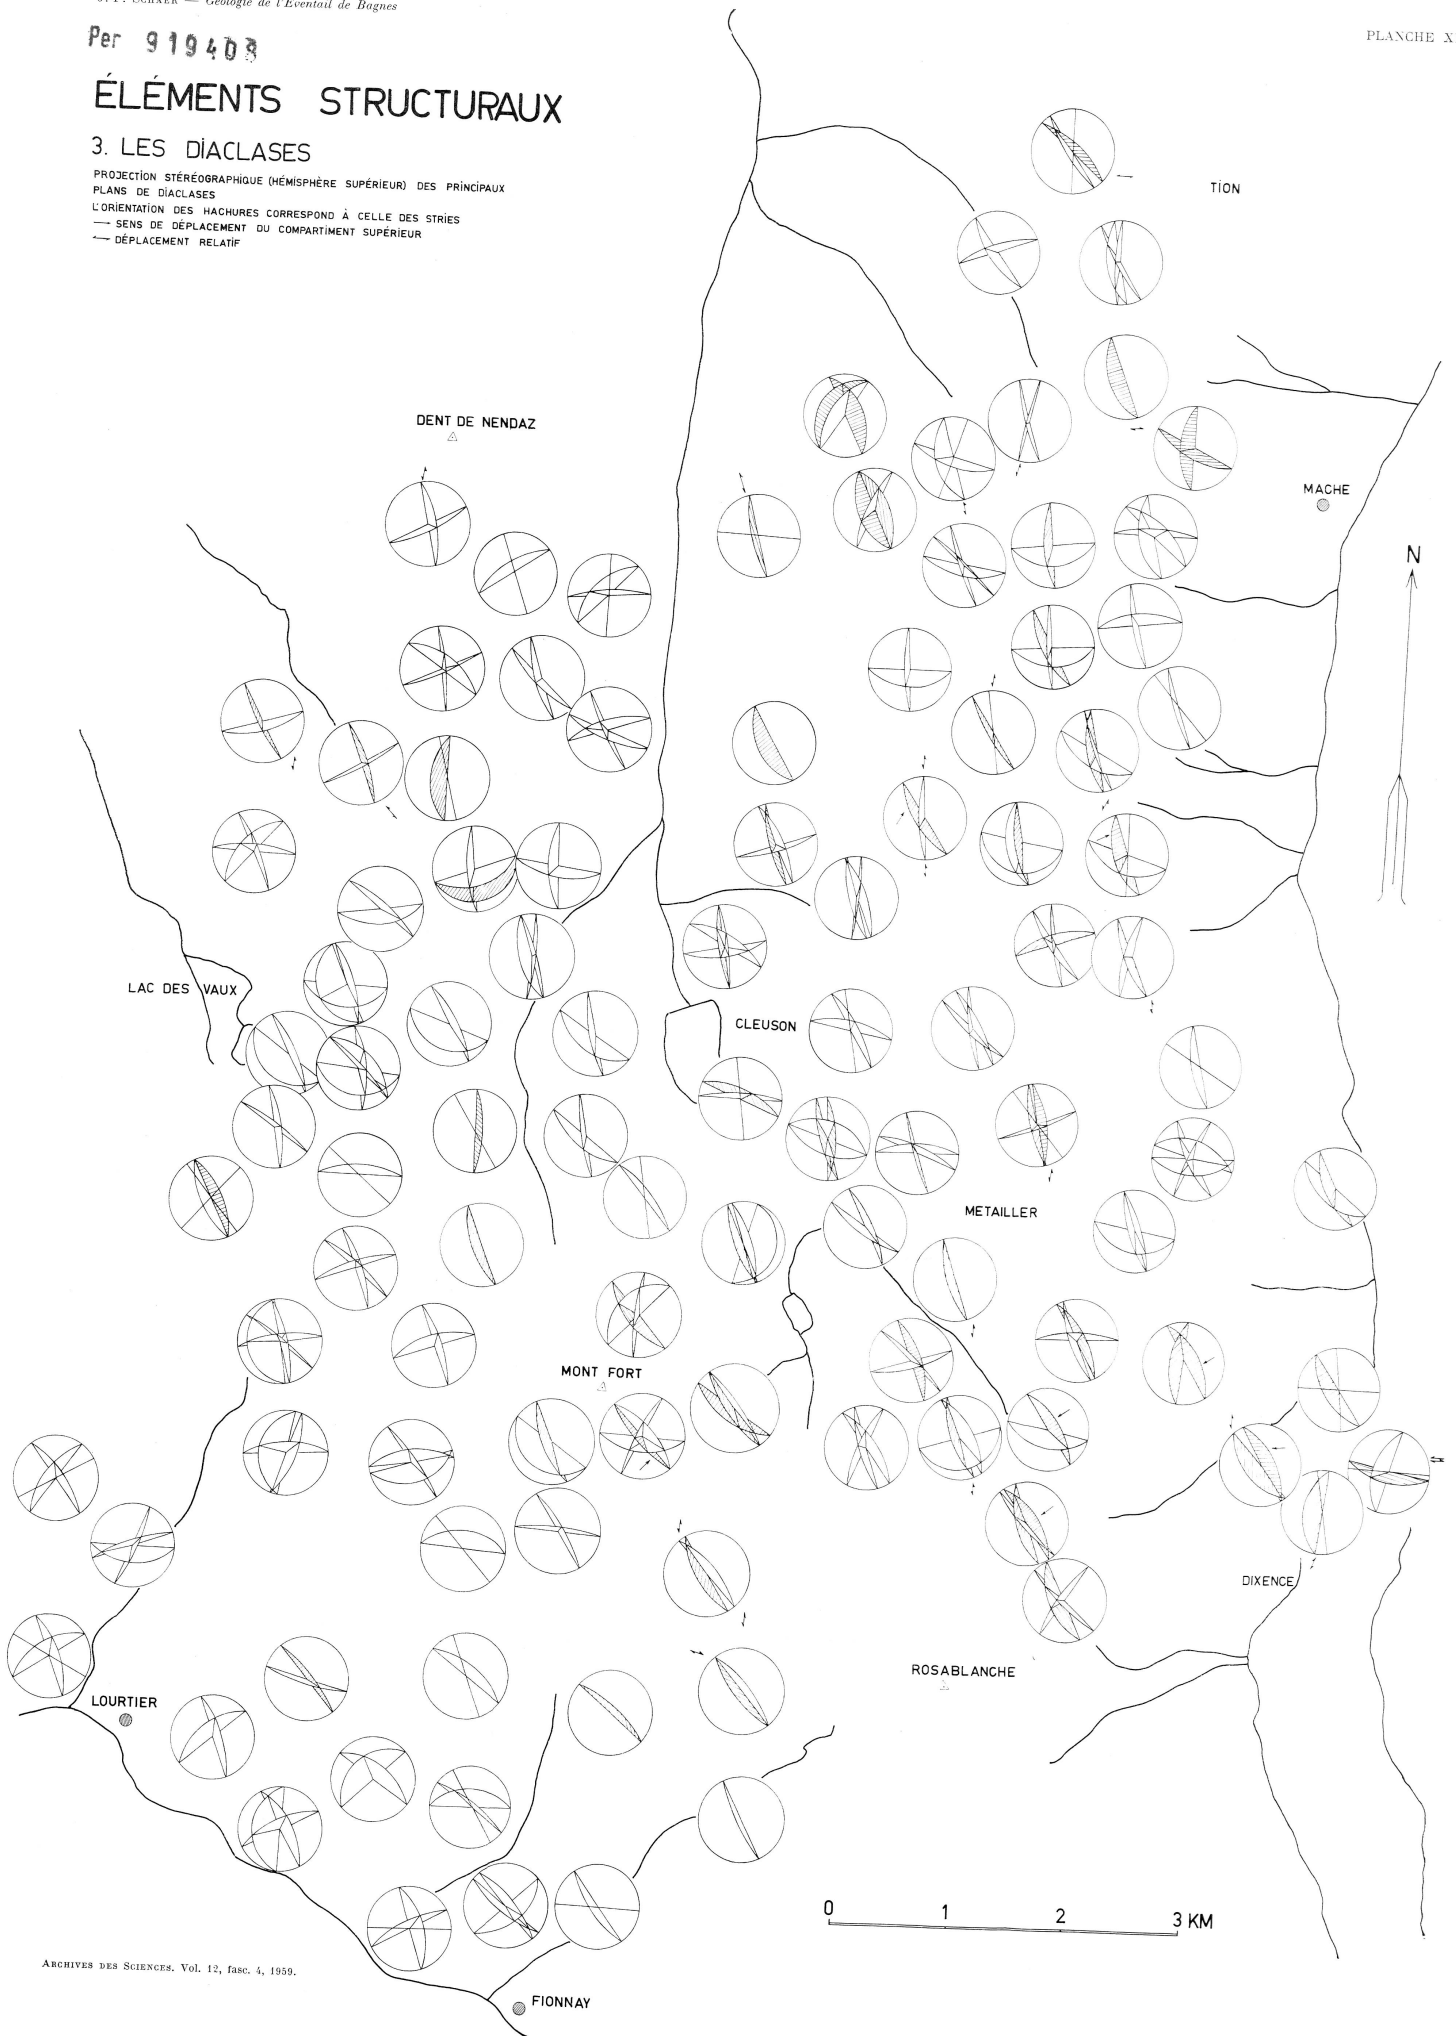 SCHAER — Géologie de l'Eventail de Bagnes
PLANCHE X
Per 919408
ÉLÉMENTS STRUCTURAUX
3. LES DIACLASES
PROJECTION STÉRÉOGRAPHIQUE (HÉMISPHÈRE SUPÉRIEUR) DES PRINCIPAUX
PLANS DE DIACLASES
L'ORIENTATION DES HACHURES CORRESPOND À CELLE DES STRIES
SENS DE DÉPLACEMENT DU COMPARTIMENT SUPÉRIEUR
DÉPLACEMENT RELATIF
TION
DENT DE NENDAZ
MACHE
N
LAC DES VAUX
CLEUSON
METAILLER
MONT FORT
DIXENCE
ROSABLANCHE
LOURTIER
0 1 2 3 KM
ARCHIVES DES SCIENCES. Vol. 12, fasc. 4, 1959.
FIONNAY